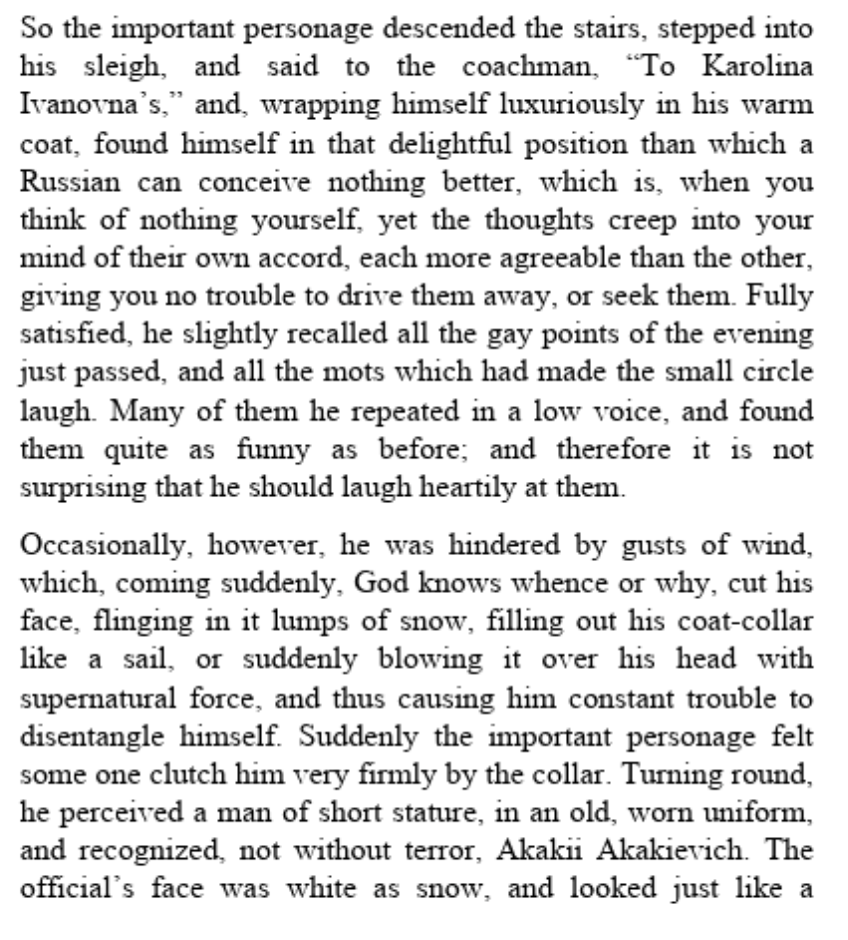 So the important personage descended the stairs, stepped into
his sleigh, and said to the coachman, “To Karolina
Ivanovna’s,” and, wrapping himself luxuriously in his warm
coat, found himself in that delightful position than which a
Russian can conceive nothing better, which is, when you
think of nothing yourself, yet the thoughts creep into your
mind of their own accord, each more agreeable than the other,
giving you no trouble to drive them away, or seek them. Fully
satisfied, he slightly recalled all the gay points of the evening
just passed, and all the mots which had made the small circle
laugh. Many of them he repeated in a low voice, and found
them quite as funny as before; and therefore it is not
surprising that he should laugh heartily at them.
Occasionally, however, he was hindered by gusts of wind,
which, coming suddenly, God knows whence or why, cut his
face, flinging in it lumps of snow, filling out his coat-collar
like a sail, or suddenly blowing it over his head with
supernatural force, and thus causing him constant trouble to
disentangle himself. Suddenly the important personage felt
some one clutch him very firmly by the collar. Turning round,
he perceived a man of short stature, in an old, worn uniform,
and recognized, not without terror, Akakii Akakievich. The
official’s face was white as snow, and looked just like a